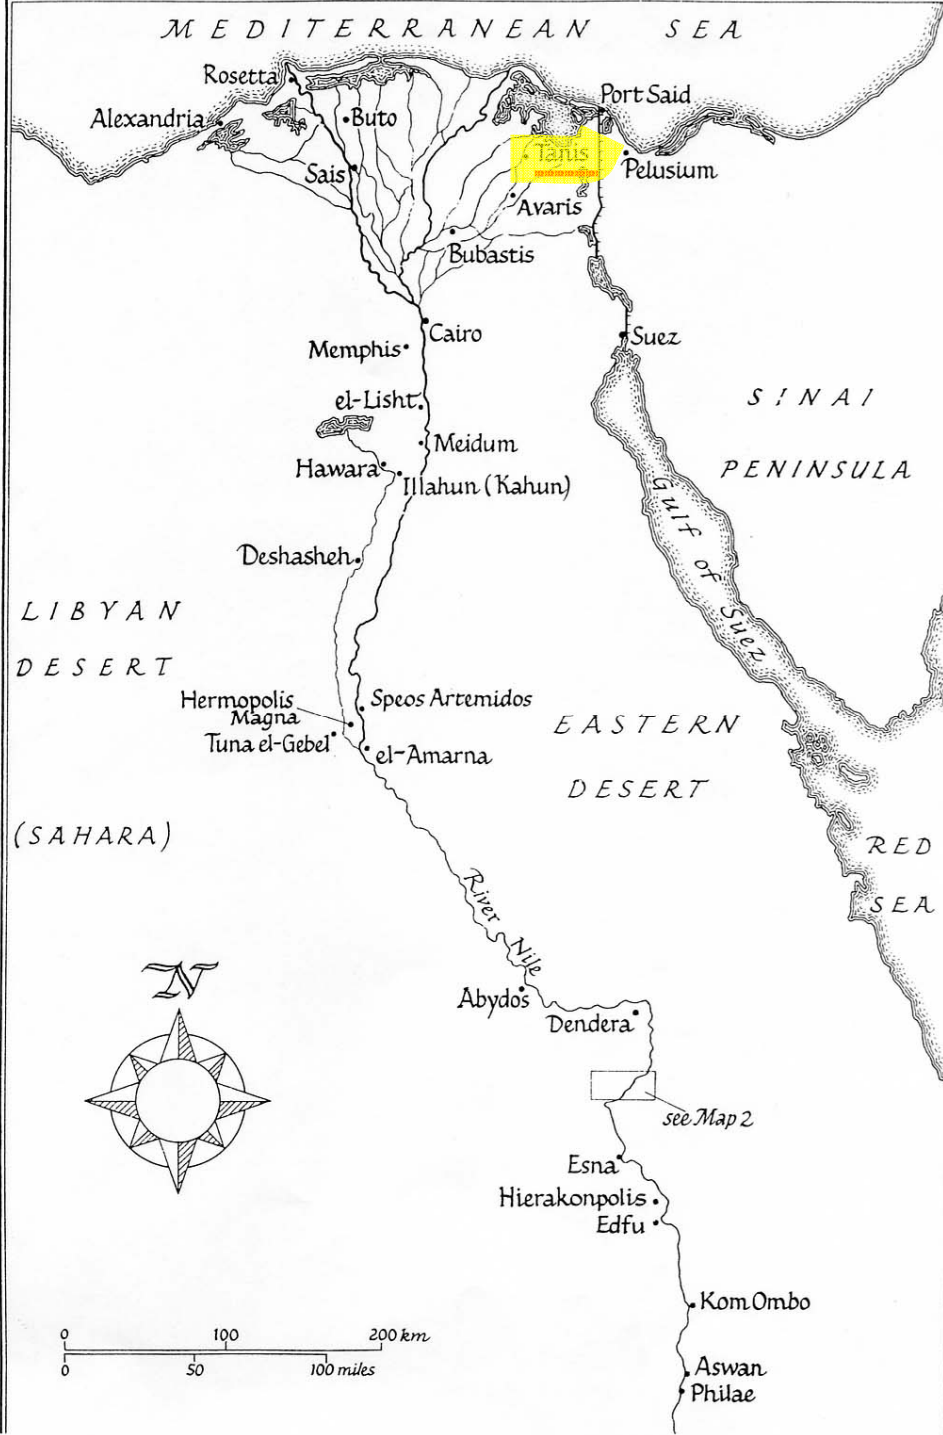 MEDITERRANEAN SEA
Rosetta
Port Said
Alexandria
Buto
Tanis
Sais
Pelusium
Avaris
Bubastis
Cairo
Suez
Memphis
el-Lisht
SINAI
PENINSULA
Meidum
Hawara
Illahun (Kahun)
Gulf of Suez
Deshasheh
LIBYAN
DESERT
Hermopolis
Magna
Speos Artemidos
Tuna el-Gebel
el-Amarna
EASTERN
DESERT
(SAHARA)
RED
SEA
River Nile
N
Abydos
Dendera
see Map 2
Esna
Hierakonpolis
Edfu
Kom Ombo
0 100 200 km
0 50 100 miles
Aswan
Philae